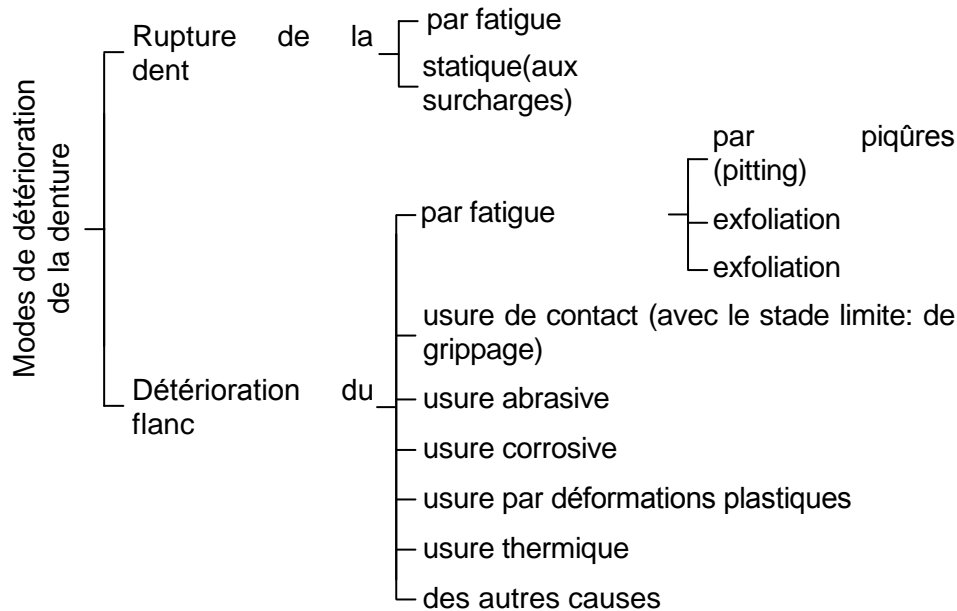 Modes de détérioration
de la denture
Rupture de la
dent
par fatigue
statique(aux
surcharges)
Détérioration du
flanc
par fatigue
par piqûres
(pitting)
exfoliation
exfoliation
usure de contact (avec le stade limite: de
grippage)
usure abrasive
usure corrosive
usure par déformations plastiques
usure thermique
des autres causes